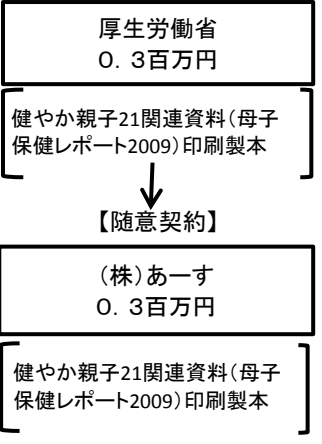 厚生労働省
０．３百万円
健やか親子21関連資料（母子
保健レポート2009）印刷製本
【随意契約】
（株）あーす
０．３百万円
健やか親子21関連資料（母子
保健レポート2009）印刷製本